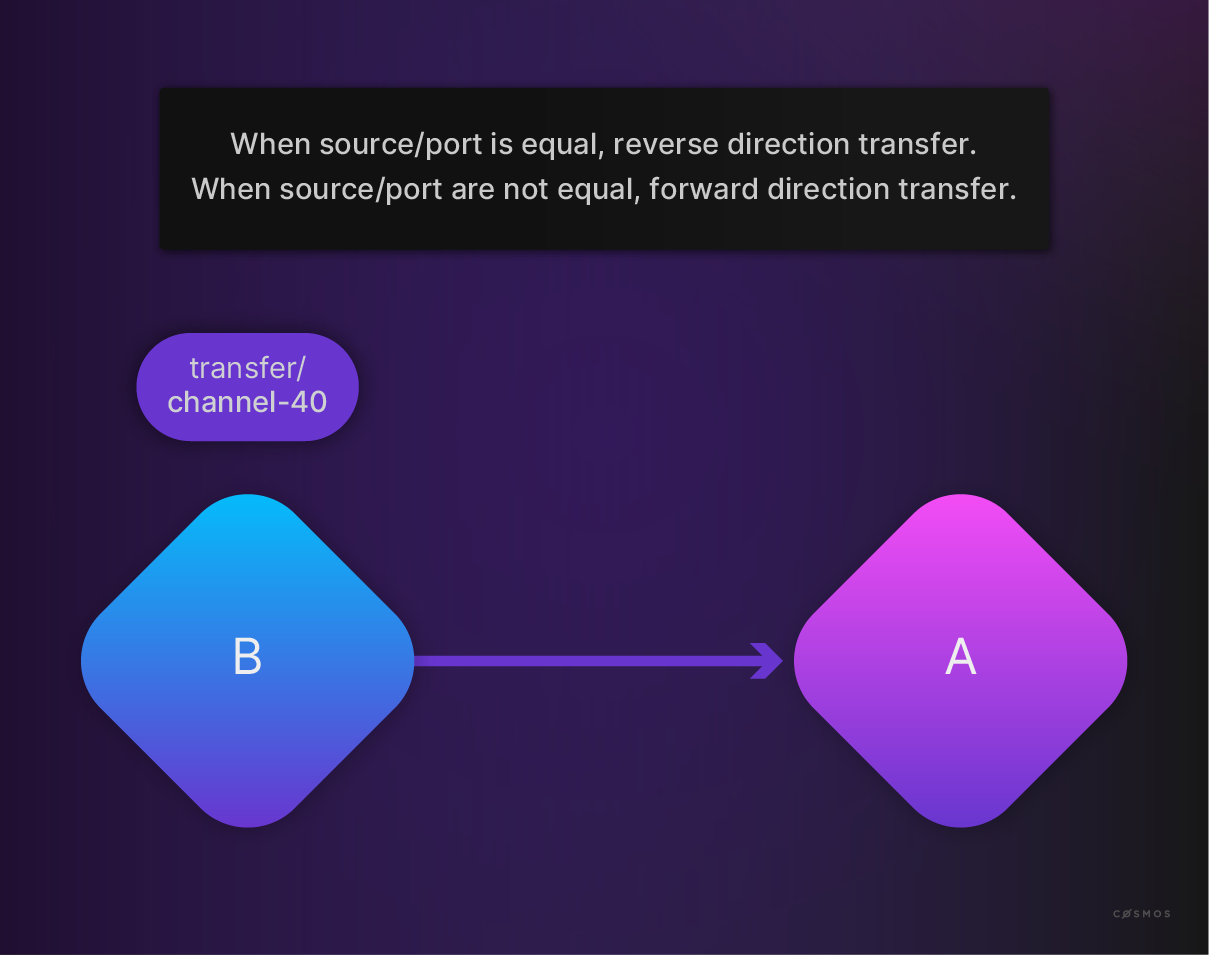 When source/port is equal, reverse direction transfer.
When source/port are not equal, forward direction transfer.
transfer/
channel-40
B
A
CØSMOS